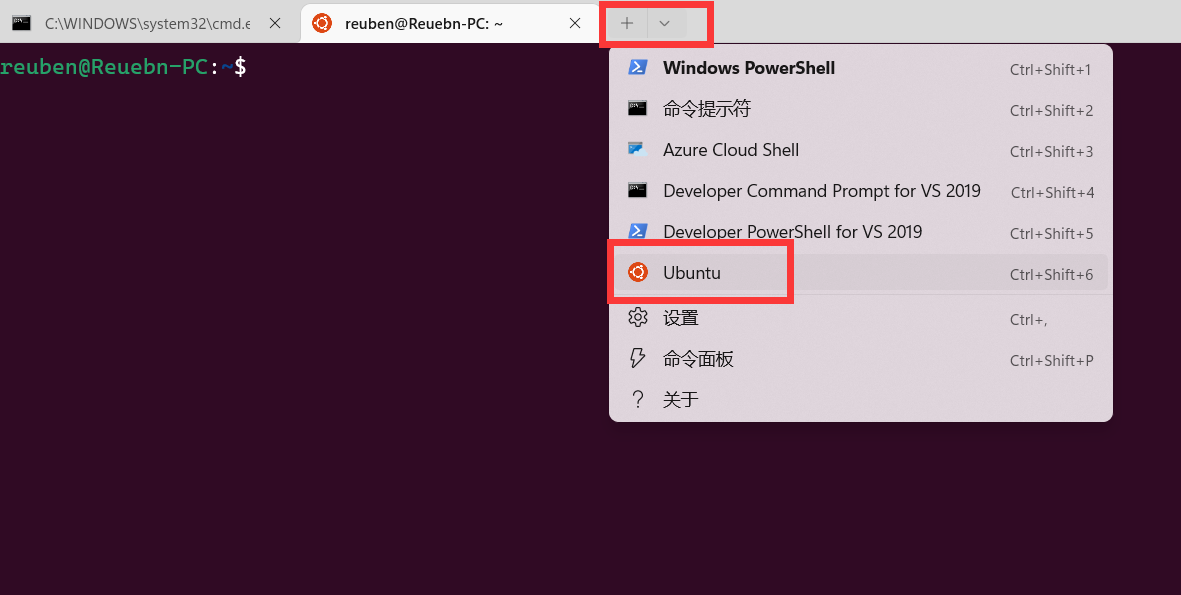 C:\WINDOWS\system32\cmd.e
reuben@Reuebn-PC: ~
reuben@Reuebn-PC:~$
Windows PowerShell Ctrl+Shift+1
命令提示符 Ctrl+Shift+2
Azure Cloud Shell Ctrl+Shift+3
Developer Command Prompt for VS 2019 Ctrl+Shift+4
Developer PowerShell for VS 2019 Ctrl+Shift+5
Ubuntu Ctrl+Shift+6
设置 Ctrl+,
命令面板 Ctrl+Shift+P
关于